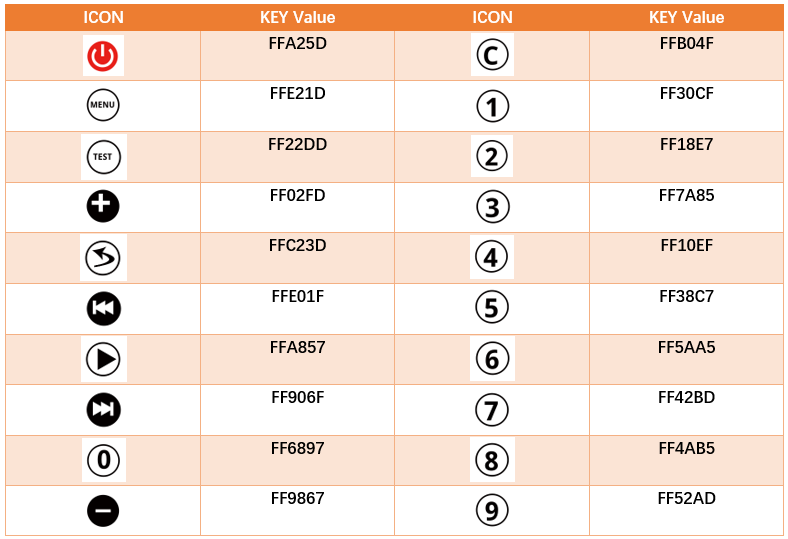 ICON KEY Value ICON KEY Value
FFA25D C FFB04F
MENU FFE21D 1 FF30CF
TEST FF22DD 2 FF18E7
+ FF02FD 3 FF7A85
FFC23D 4 FF10EF
FFE01F 5 FF38C7
FFA857 6 FF5AA5
FF906F 7 FF42BD
0 FF6897 8 FF4AB5
− FF9867 9 FF52AD